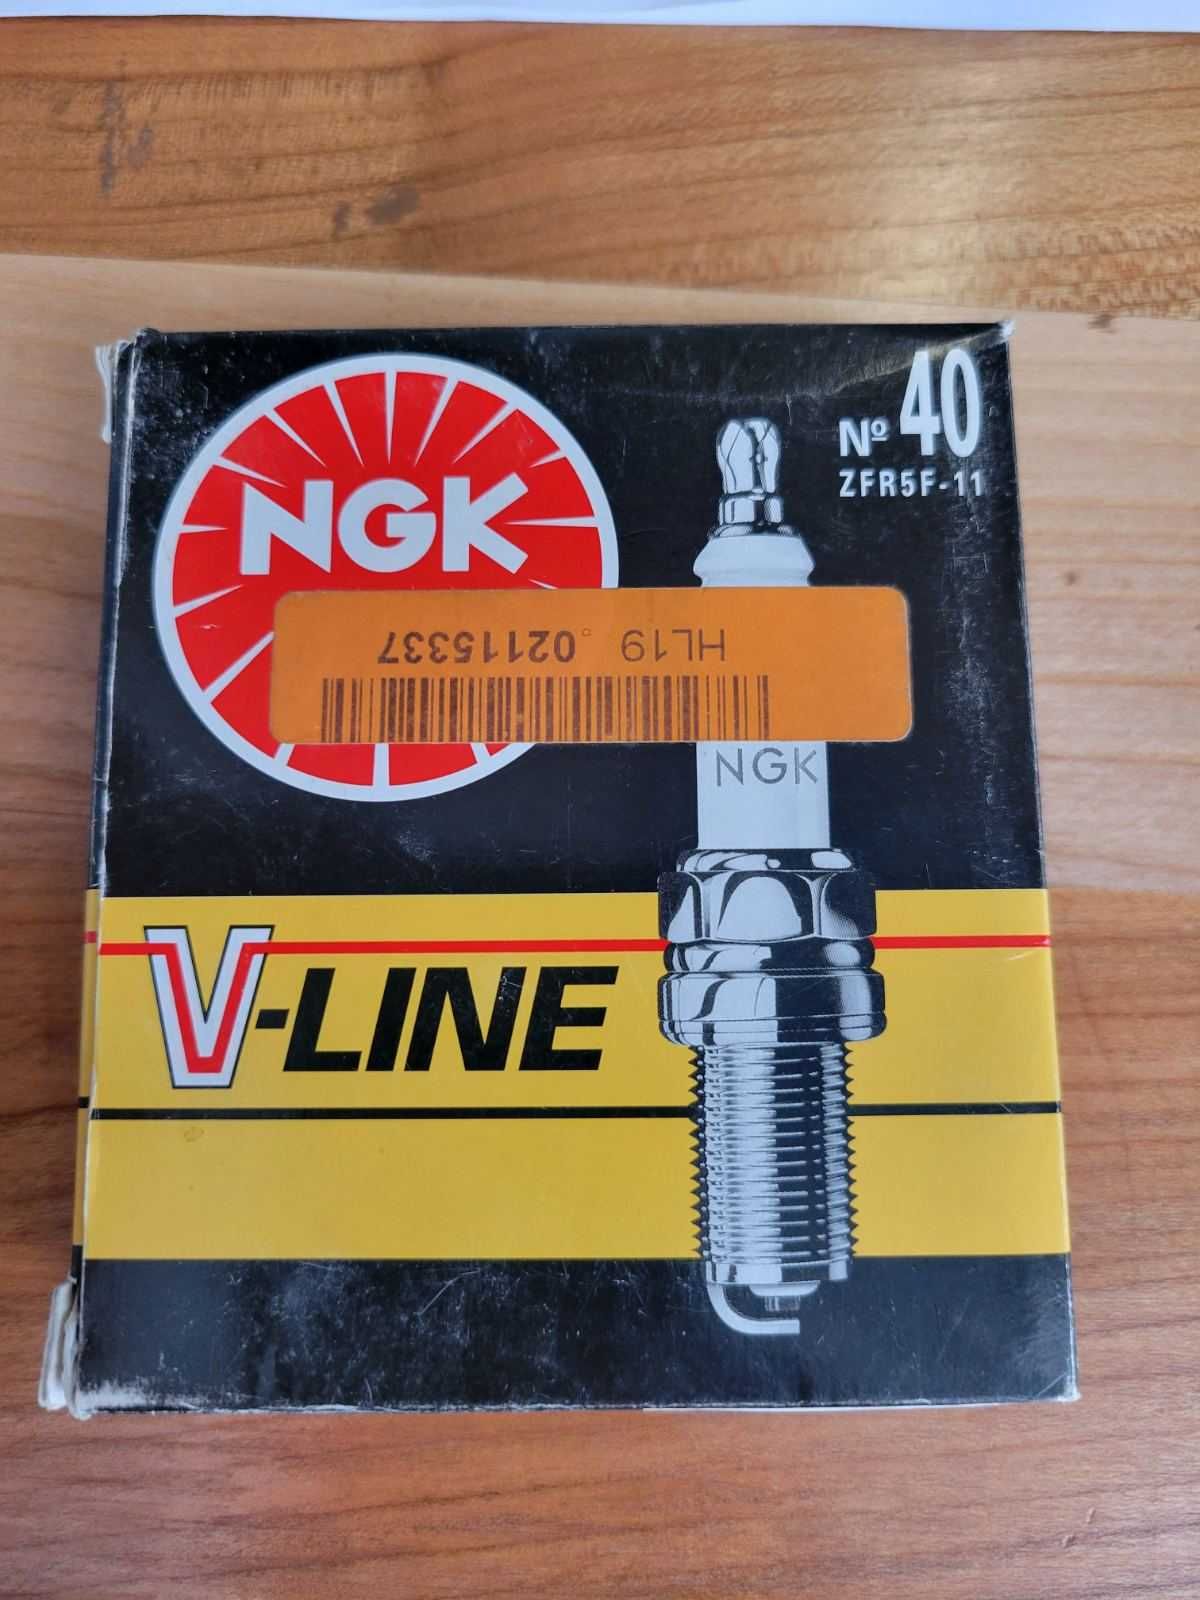 NGK
Nº 40
ZFR5F-11
HL19 02115337
NGK
V-LINE